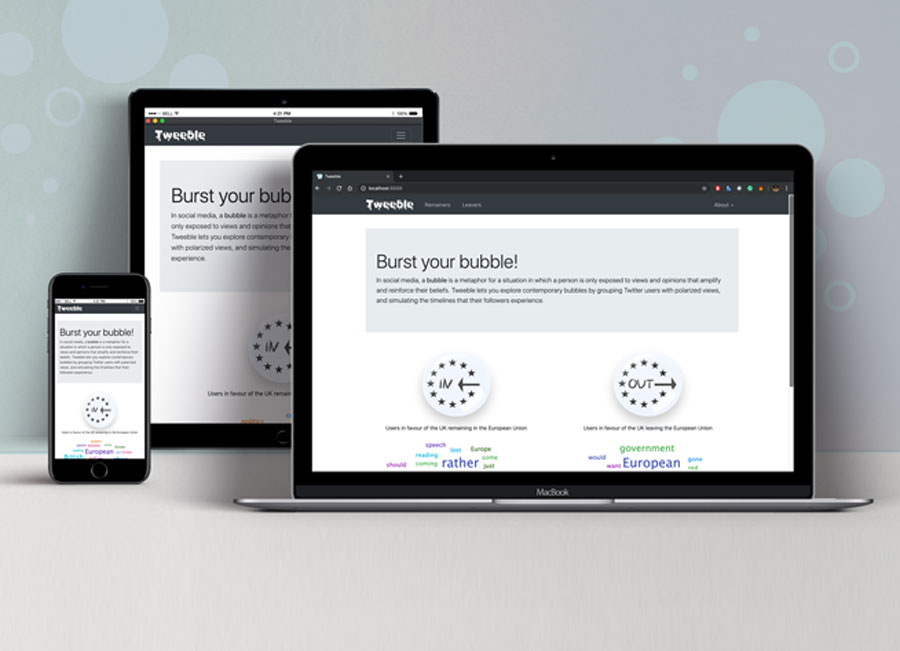 BELL 4:21 PM 100%
Tweeble
Tweeble
Burst your bub
In social media, a bubble is a metaphor f
only exposed to views and opinions that
Tweeble lets you explore contemporary b
with polarized views, and simulating the
experience.
IN
Users in favour of the UK rem
politics
Tweeble
localhost:8888
Tweeble Remainers Leavers About
Burst your bubble!
In social media, a bubble is a metaphor for a situation in which a person is only exposed to views and opinions that amplify
and reinforce their beliefs. Tweeble lets you explore contemporary bubbles by grouping Twitter users with polarized views,
and simulating the timelines that their followers experience.
IN OUT
Users in favour of the UK remaining in the European Union Users in favour of the UK leaving the European Union
speech
reading lost Europe
should coming rather some
just
government
would European gone
want red
MacBook
Tweeble
Burst your bubble!
In social media, a bubble is a metaphor for a
situation in which a person is only exposed to
views and opinions that amplify and reinforce their
beliefs. Tweeble lets you explore contemporary
bubbles by grouping Twitter users with polarized
views, and simulating the timelines that their
followers experience.
IN
Users in favour of the UK remaining in the European Union
European